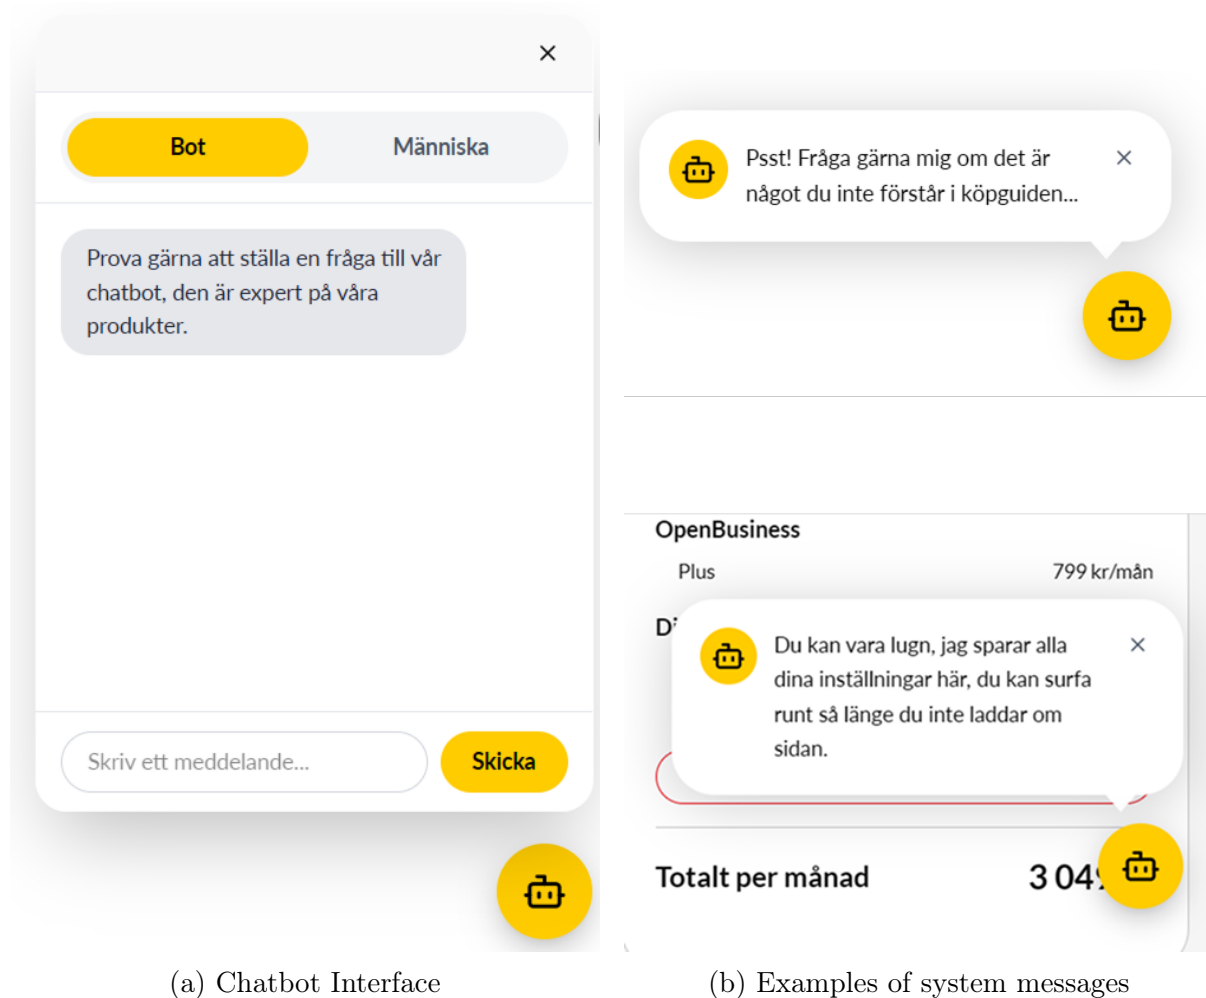 Bot
Människa
Prova gärna att ställa en fråga till vår
chatbot, den är expert på våra
produkter.
Skriv ett meddelande...
Skicka
(a) Chatbot Interface
Psst! Fråga gärna mig om det är
något du inte förstår i köpguiden...
OpenBusiness
Plus
799 kr/mån
Du kan vara lugn, jag sparar alla
dina inställningar här, du kan surfa
runt så länge du inte laddar om
sidan.
Totalt per månad
3 04
(b) Examples of system messages